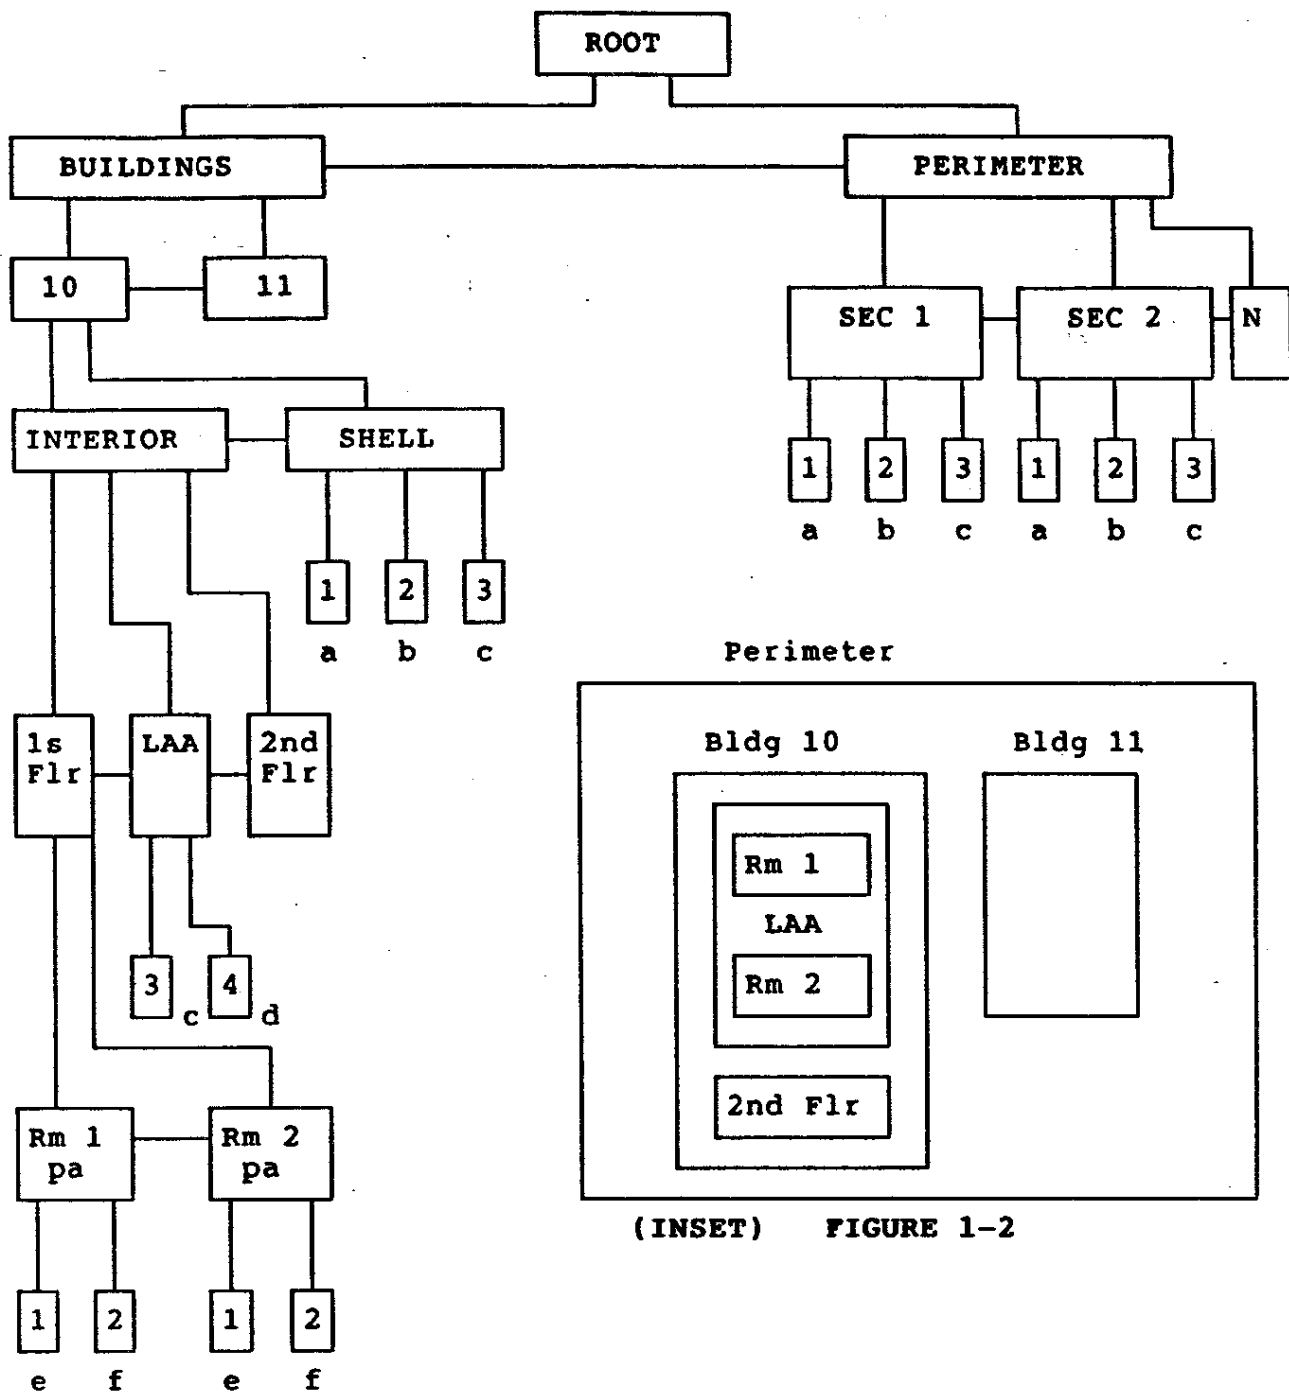 ROOT
BUILDINGS PERIMETER
10 11
SEC 1 SEC 2 N
INTERIOR SHELL
1 2 3 1 2 3
a b c a b c
1 2 3
a b c
Perimeter
1s LAA 2nd
Flr Flr
Bldg 10 Bldg 11
Rm 1
LAA
3 4 Rm 2
c d
2nd Flr
Rm 1 Rm 2
pa pa
(INSET) FIGURE 1-2
1 2 1 2
e f e f